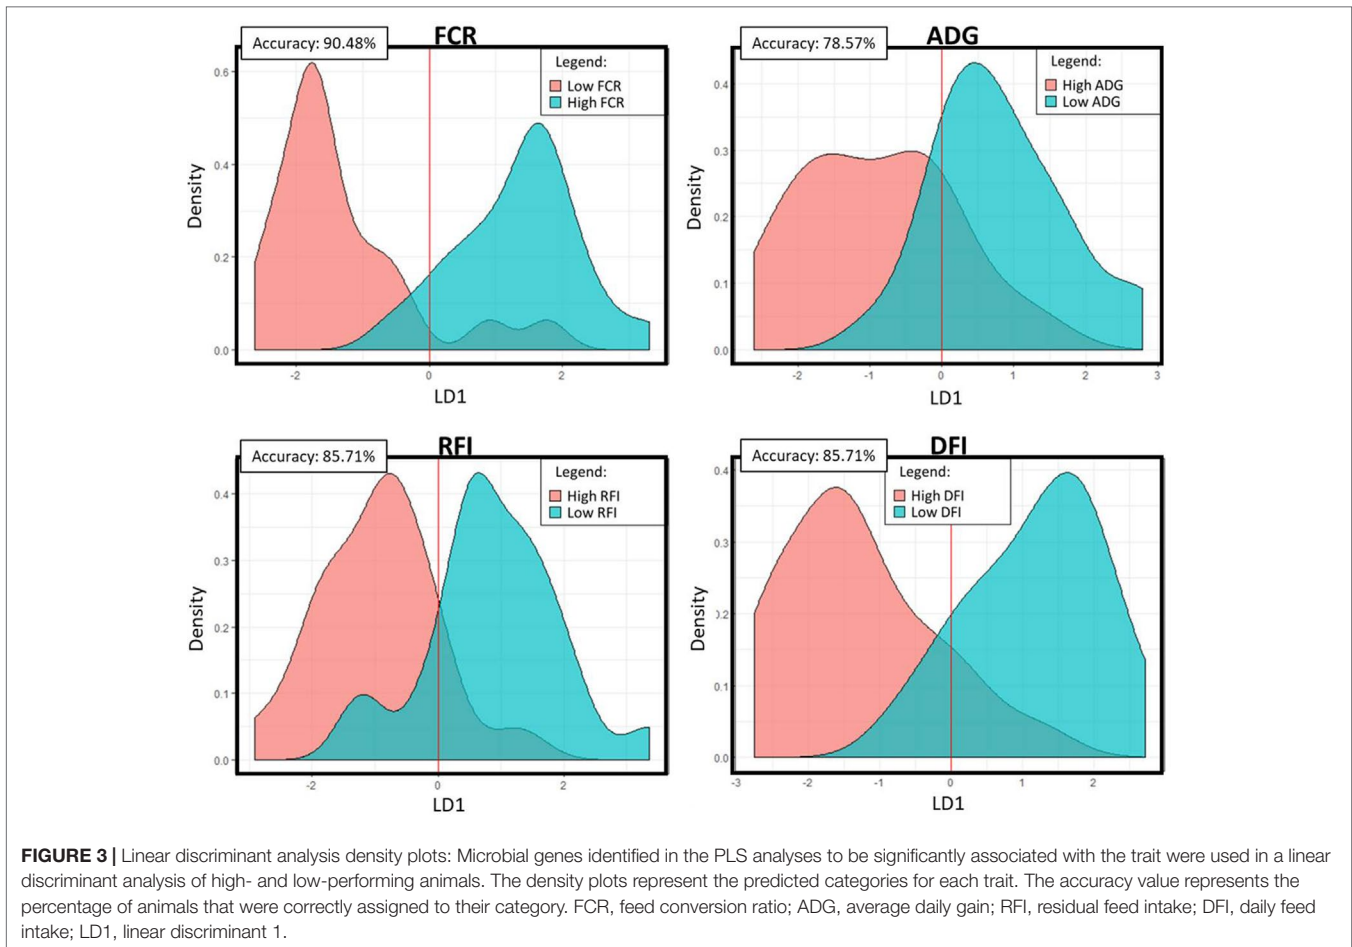 Accuracy: 90.48%
FCR
Legend:
Low FCR
High FCR
Density
0.6
0.4
0.2
0.0
-2
0
2
LD1
Accuracy: 78.57%
ADG
Legend:
High ADG
Low ADG
Density
0.4
0.3
0.2
0.1
0.0
-2
-1
0
1
2
3
LD1
Accuracy: 85.71%
RFI
Legend:
High RFI
Low RFI
Density
0.4
0.3
0.2
0.1
0.0
-2
0
2
LD1
Accuracy: 85.71%
DFI
Legend:
High DFI
Low DFI
Density
0.4
0.3
0.2
0.1
0.0
-3
-2
-1
0
1
2
LD1
FIGURE 3 | Linear discriminant analysis density plots: Microbial genes identified in the PLS analyses to be significantly associated with the trait were used in a linear
discriminant analysis of high- and low-performing animals. The density plots represent the predicted categories for each trait. The accuracy value represents the
percentage of animals that were correctly assigned to their category. FCR, feed conversion ratio; ADG, average daily gain; RFI, residual feed intake; DFI, daily feed
intake; LD1, linear discriminant 1.